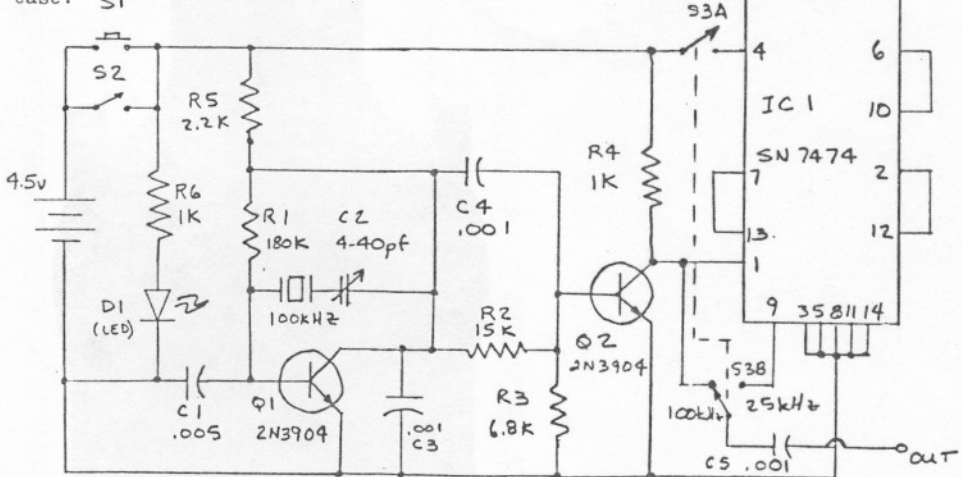 case. S1
S2
4.5v
R6
1K
D1
(LED)
R5
2.2K
R1
180K
C2
4-40pf
100KHZ
C1
.005
Q1
2N3904
.001
C3
C4
.001
R2
15K
R3
6.8K
R4
1K
Q2
2N3904
S3A
4
6
IC 1
10
SN 7474
7
2
13
12
1
9
3 5 8 11 14
S3B
100KHz
25KHz
C5 .001
OUT